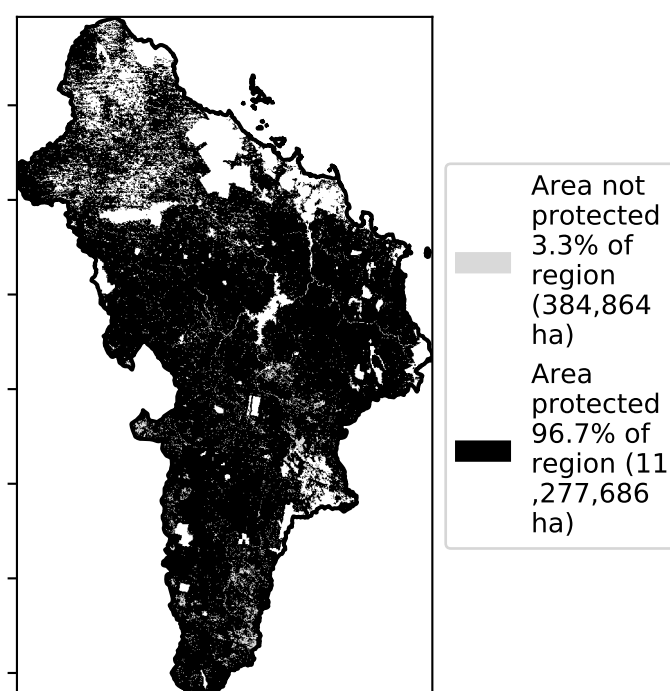 Area not
protected
3.3% of
region
(384,864
ha)
Area
protected
96.7% of
region (11
,277,686
ha)